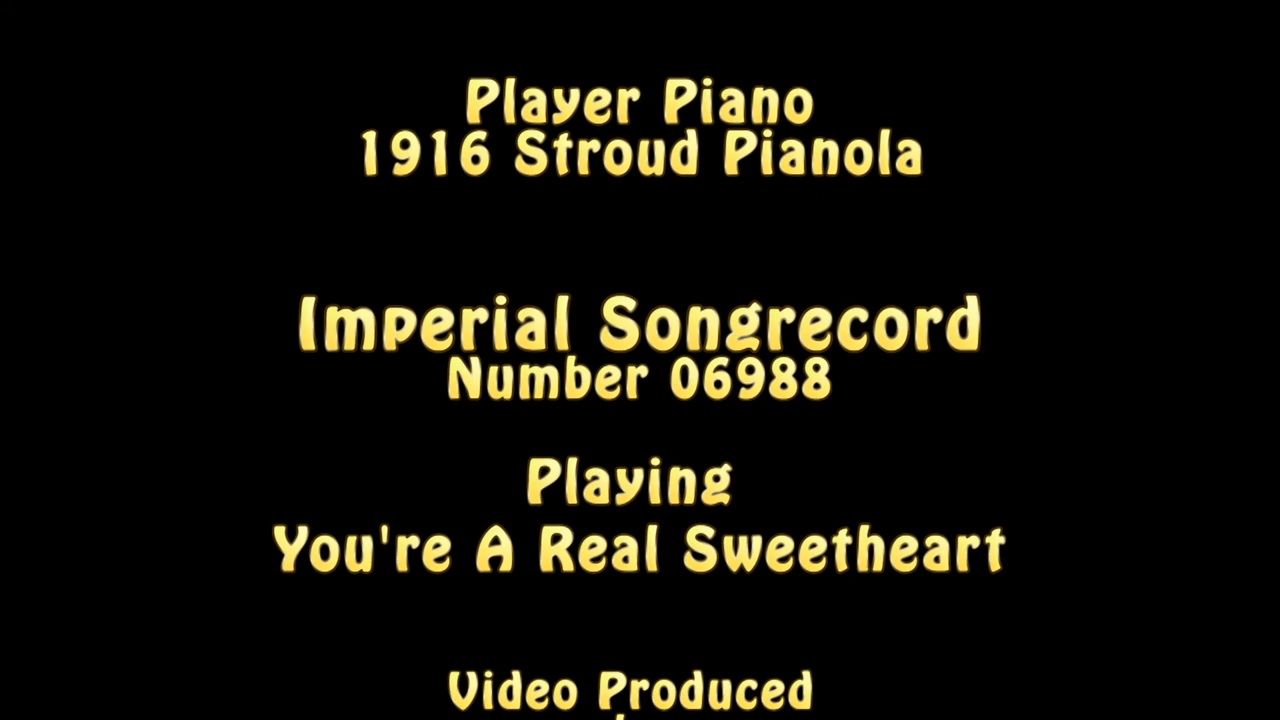 Player Piano
1916 Stroud Pianola
Imperial Songrecord
Number 06988
Playing
You're A Real Sweetheart
Video Produced